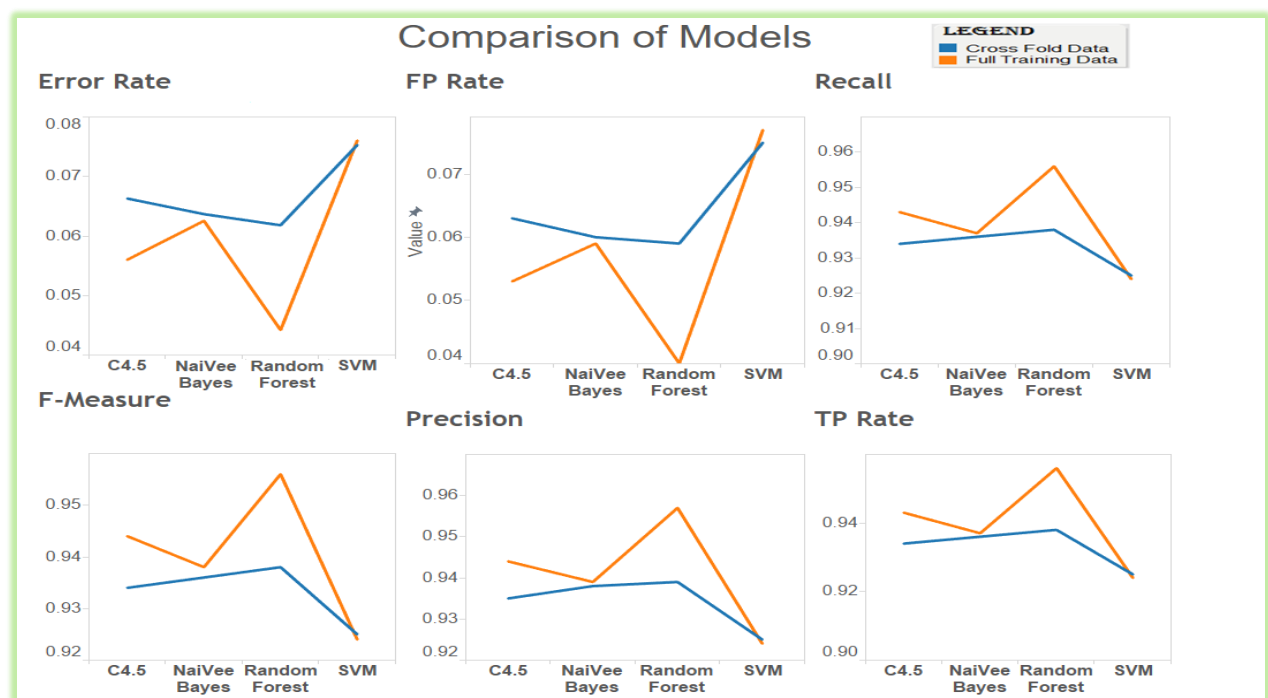 Comparison of Models
LEGEND
Cross Fold Data
Full Training Data
Error Rate
0.08
0.07
0.06
0.05
0.04
C4.5 NaiVee Bayes Random Forest SVM
FP Rate
Value
0.07
0.06
0.05
0.04
C4.5 NaiVee Bayes Random Forest SVM
Recall
0.96
0.95
0.94
0.93
0.92
0.91
0.90
C4.5 NaiVee Bayes Random Forest SVM
F-Measure
0.95
0.94
0.93
0.92
C4.5 NaiVee Bayes Random Forest SVM
Precision
0.96
0.95
0.94
0.93
0.92
C4.5 NaiVee Bayes Random Forest SVM
TP Rate
0.94
0.92
0.90
C4.5 NaiVee Bayes Random Forest SVM